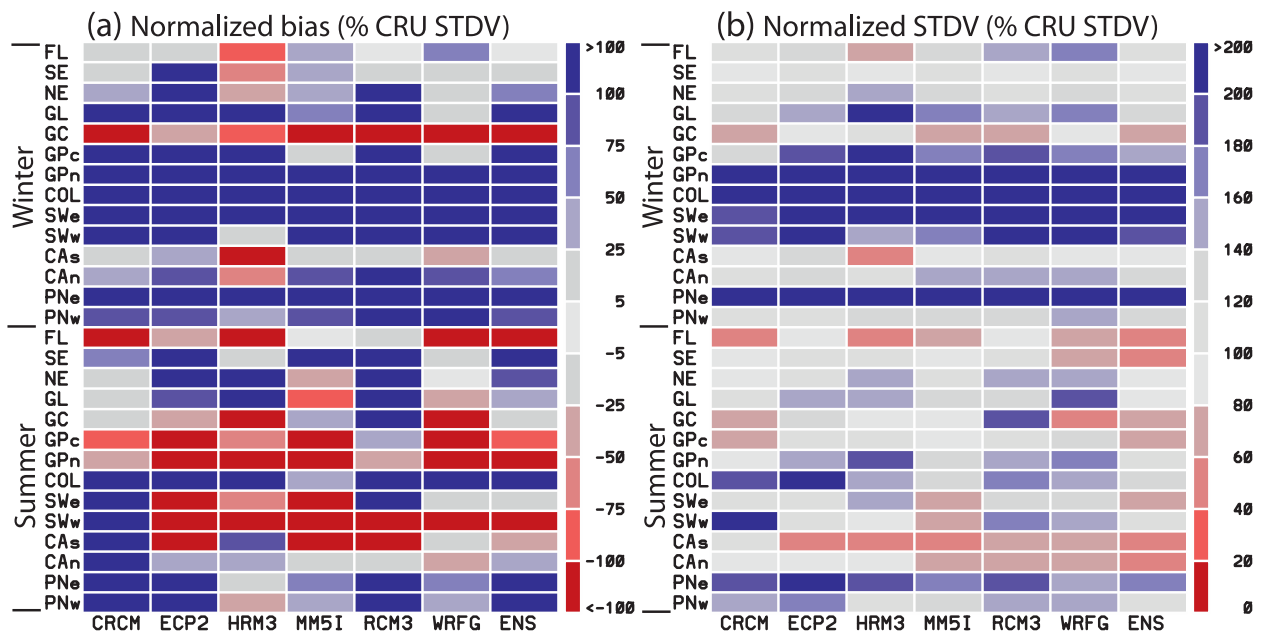 (a) Normalized bias (% CRU STDV)
(b) Normalized STDV (% CRU STDV)
Winter
FL
SE
NE
GL
GC
GPc
GPn
COL
SWe
SWw
CAs
CAn
PNe
PNw
Summer
FL
SE
NE
GL
GC
GPc
GPn
COL
SWe
SWw
CAs
CAn
PNe
PNw
CRCM ECP2 HRM3 MM5I RCM3 WRFG ENS
>100
100
75
50
25
5
-5
-25
-50
-75
-100
<-100
Winter
FL
SE
NE
GL
GC
GPc
GPn
COL
SWe
SWw
CAs
CAn
PNe
PNw
Summer
FL
SE
NE
GL
GC
GPc
GPn
COL
SWe
SWw
CAs
CAn
PNe
PNw
CRCM ECP2 HRM3 MM5I RCM3 WRFG ENS
>200
200
180
160
140
120
100
80
60
40
20
0